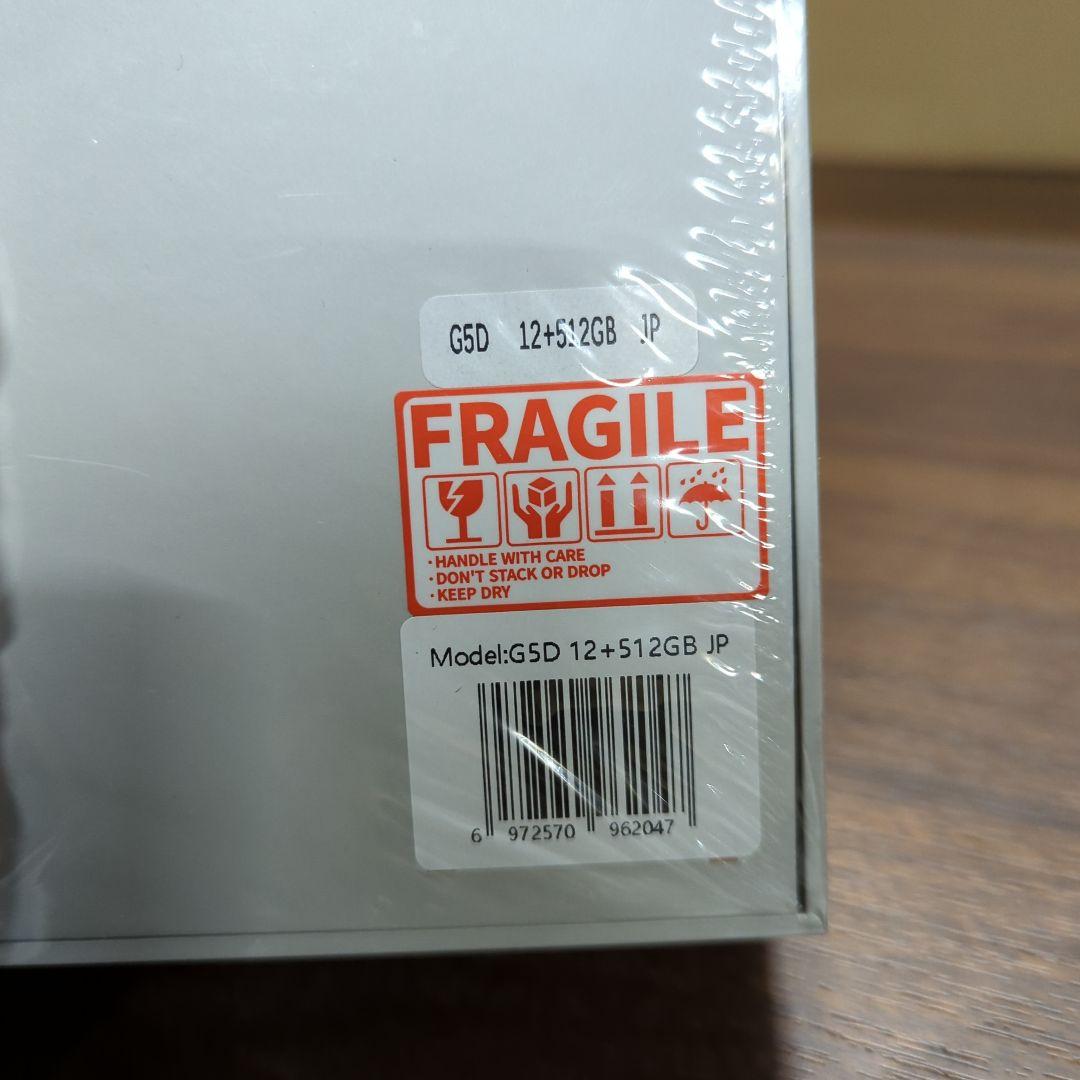 G5D 12+512GB JP
FRAGILE
·HANDLE WITH CARE
·DON'T STACK OR DROP
·KEEP DRY
Model:G5D 12+512GB JP
6 972570 962047